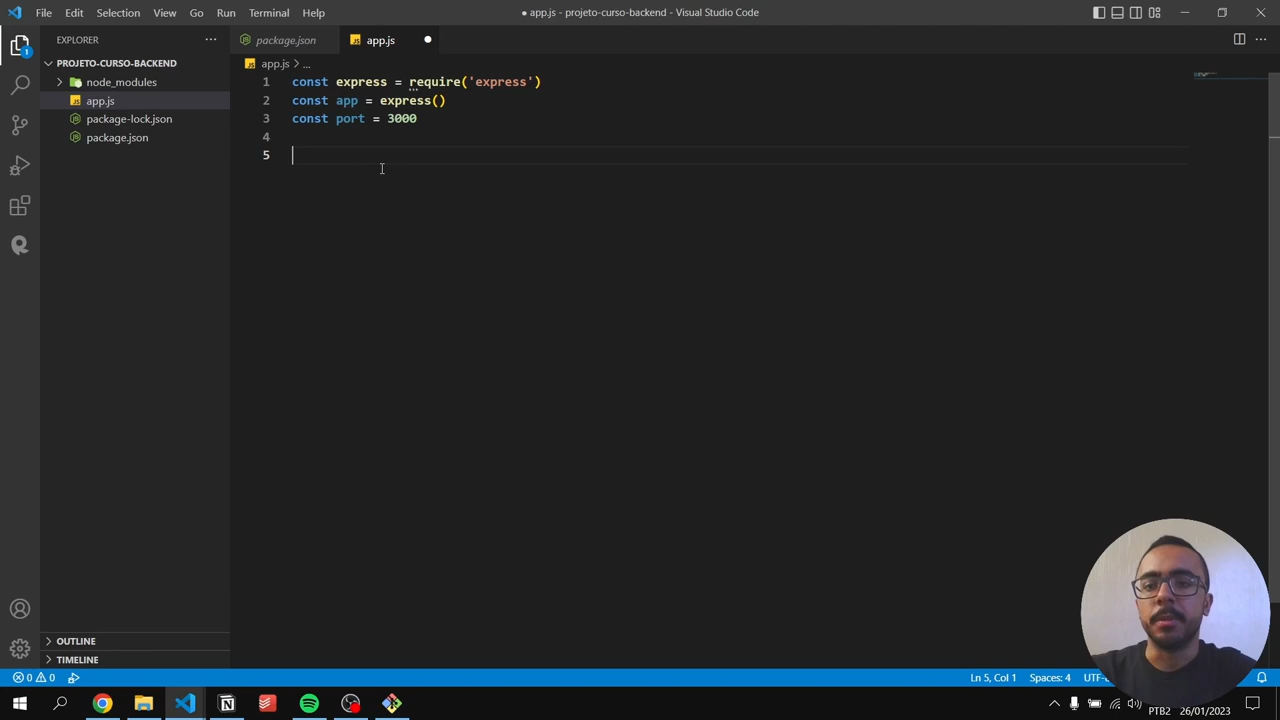 File Edit Selection View Go Run Terminal Help
● app.js - projeto-curso-backend - Visual Studio Code
EXPLORER
package.json
app.js
PROJETO-CURSO-BACKEND
app.js > ...
node_modules
app.js
package-lock.json
package.json
1 const express = require('express')
2 const app = express()
3 const port = 3000
4
5
1
OUTLINE
TIMELINE
0 0
Ln 5, Col 1
Spaces: 4
UTF-
PTB2
26/01/2023